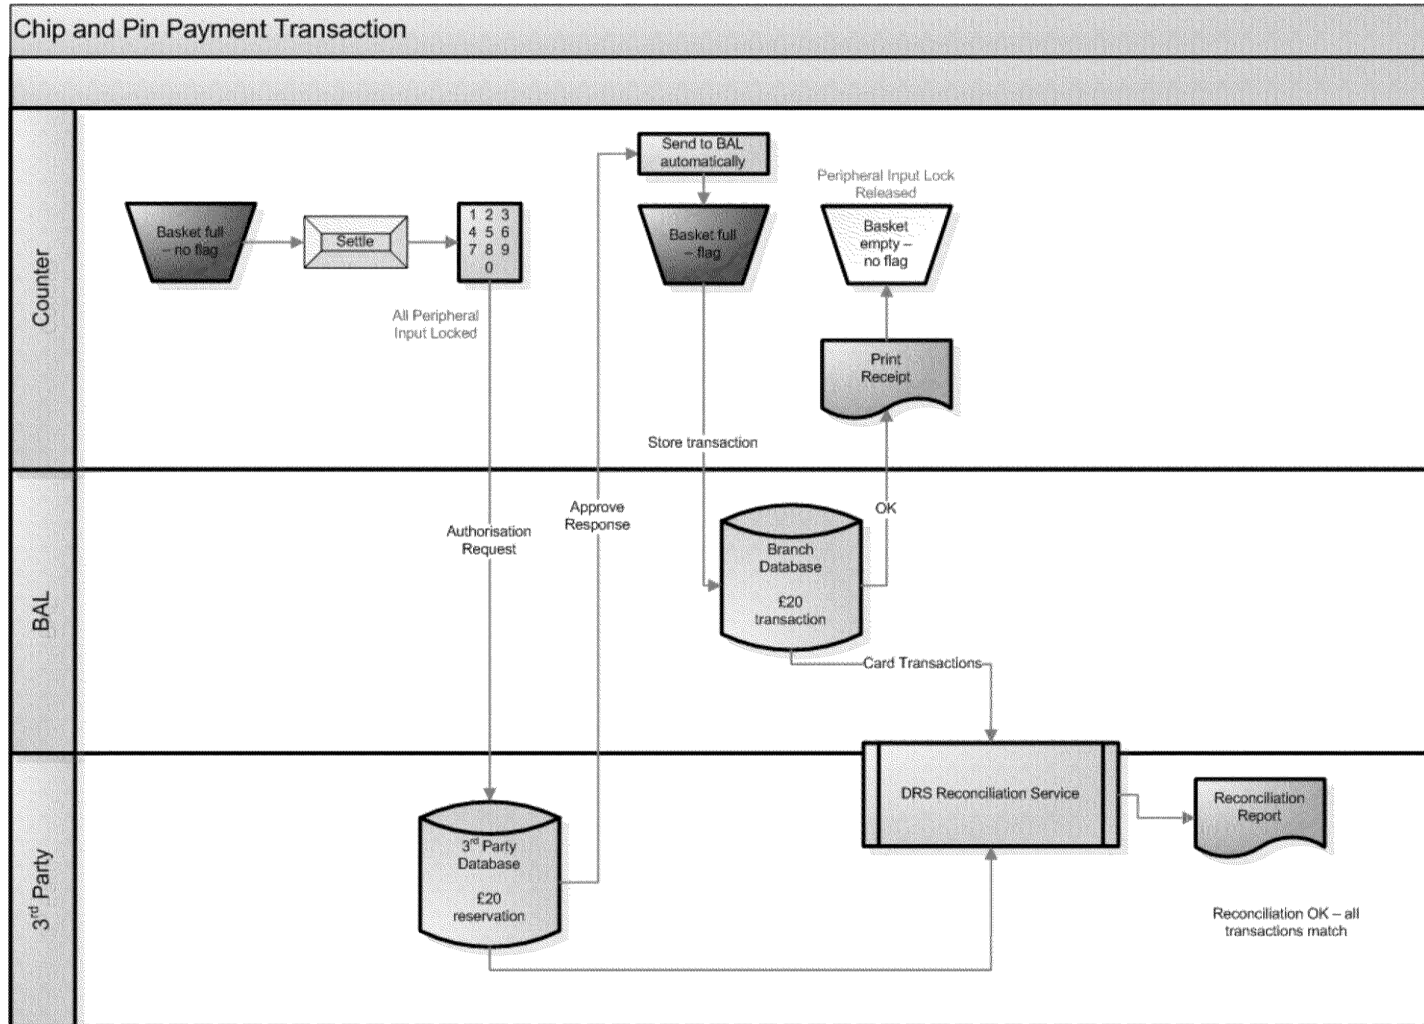 Chip and Pin Payment Transaction
Counter
Basket full
– no flag
Settle
1 2 3
4 5 6
7 8 9
0
All Peripheral
Input Locked
Send to BAL
automatically
Basket full
– flag
Peripheral Input Lock
Released
Basket
empty –
no flag
Print
Receipt
Store transaction
BAL
Authorisation
Request
Approve
Response
Branch
Database
£20
transaction
OK
Card Transactions
3rd Party
3rd Party
Database
£20
reservation
DRS Reconciliation Service
Reconciliation
Report
Reconciliation OK – all
transactions match